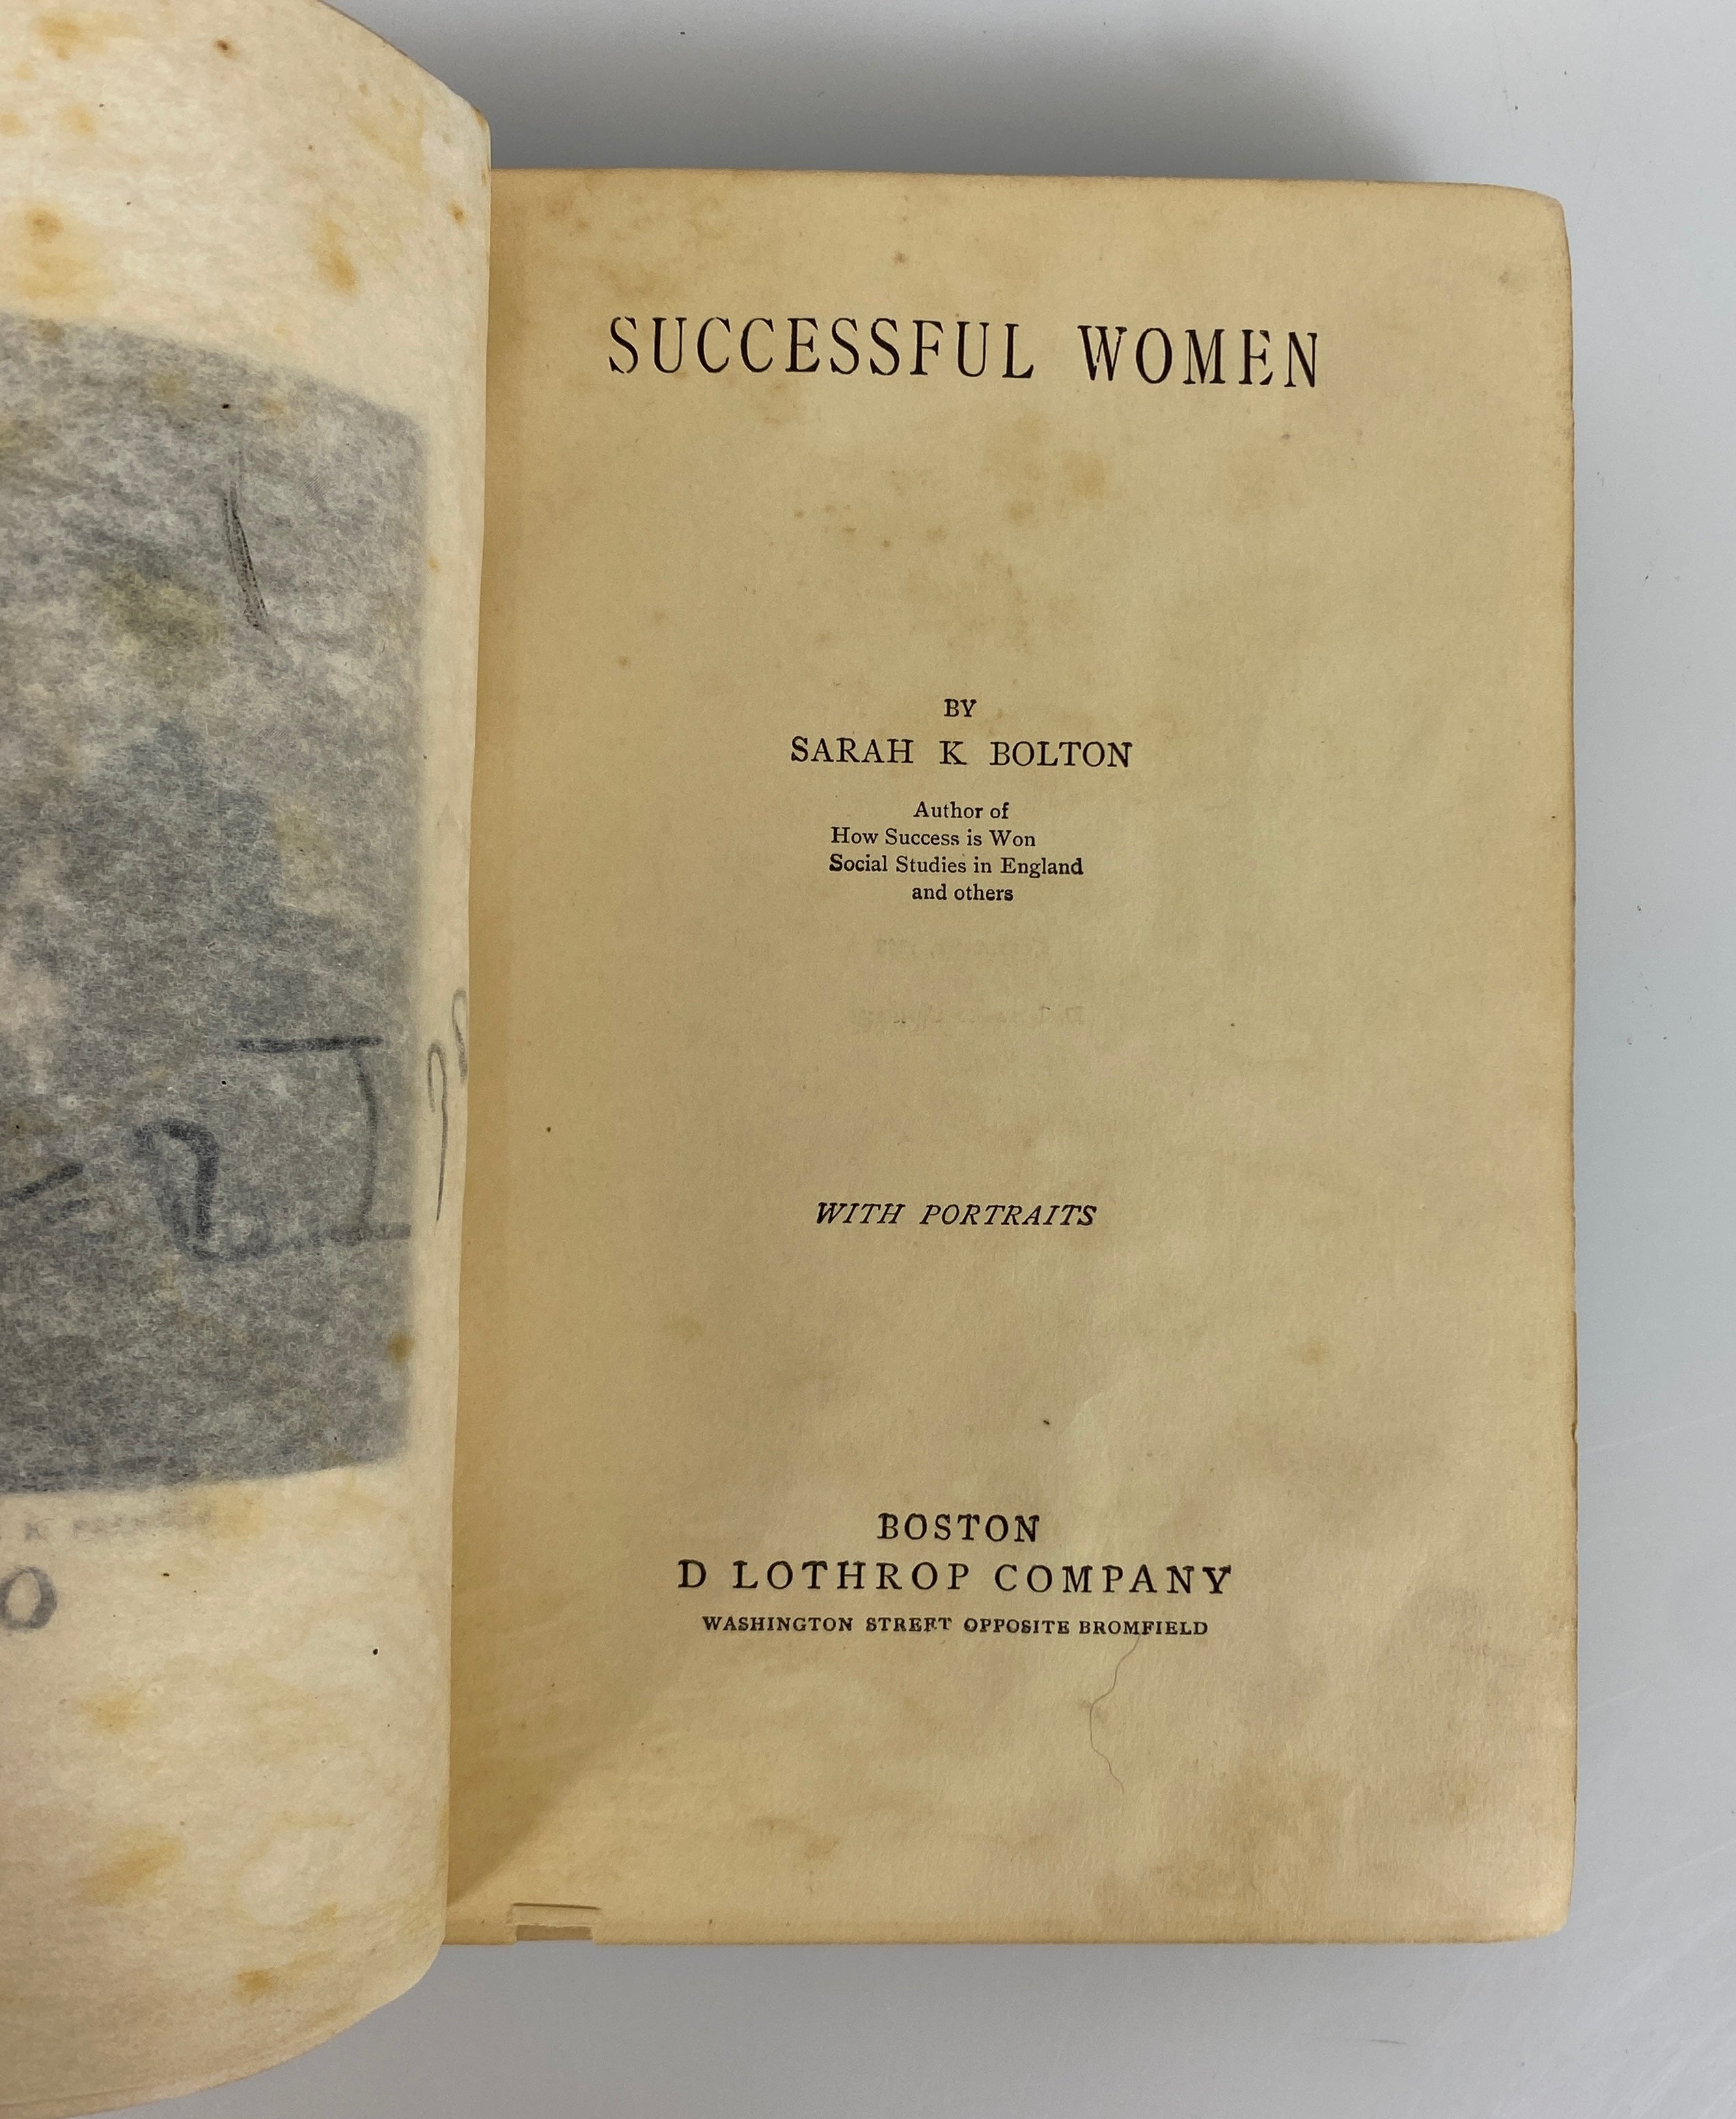 SUCCESSFUL WOMEN
BY
SARAH K BOLTON
Author of
How Success is Won
Social Studies in England
and others
WITH PORTRAITS
BOSTON
D LOTHROP COMPANY
WASHINGTON STREET OPPOSITE BROMFIELD